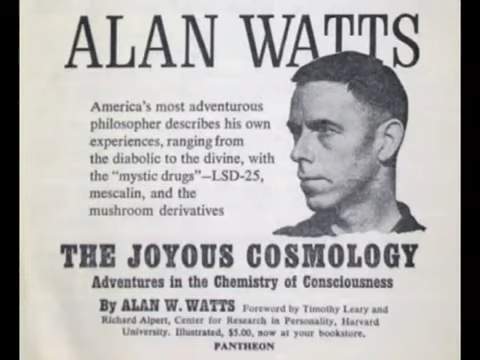 ALAN WATTS
America's most adventurous
philosopher describes his own
experiences, ranging from
the diabolic to the divine, with
the "mystic drugs"—LSD-25,
mescalin, and the
mushroom derivatives
THE JOYOUS COSMOLOGY
Adventures in the Chemistry of Consciousness
By ALAN W. WATTS Foreword by Timothy Leary and
Richard Alpert, Center for Research in Personality, Harvard
University. Illustrated, $5.00, now at your bookstore.
PANTHEON